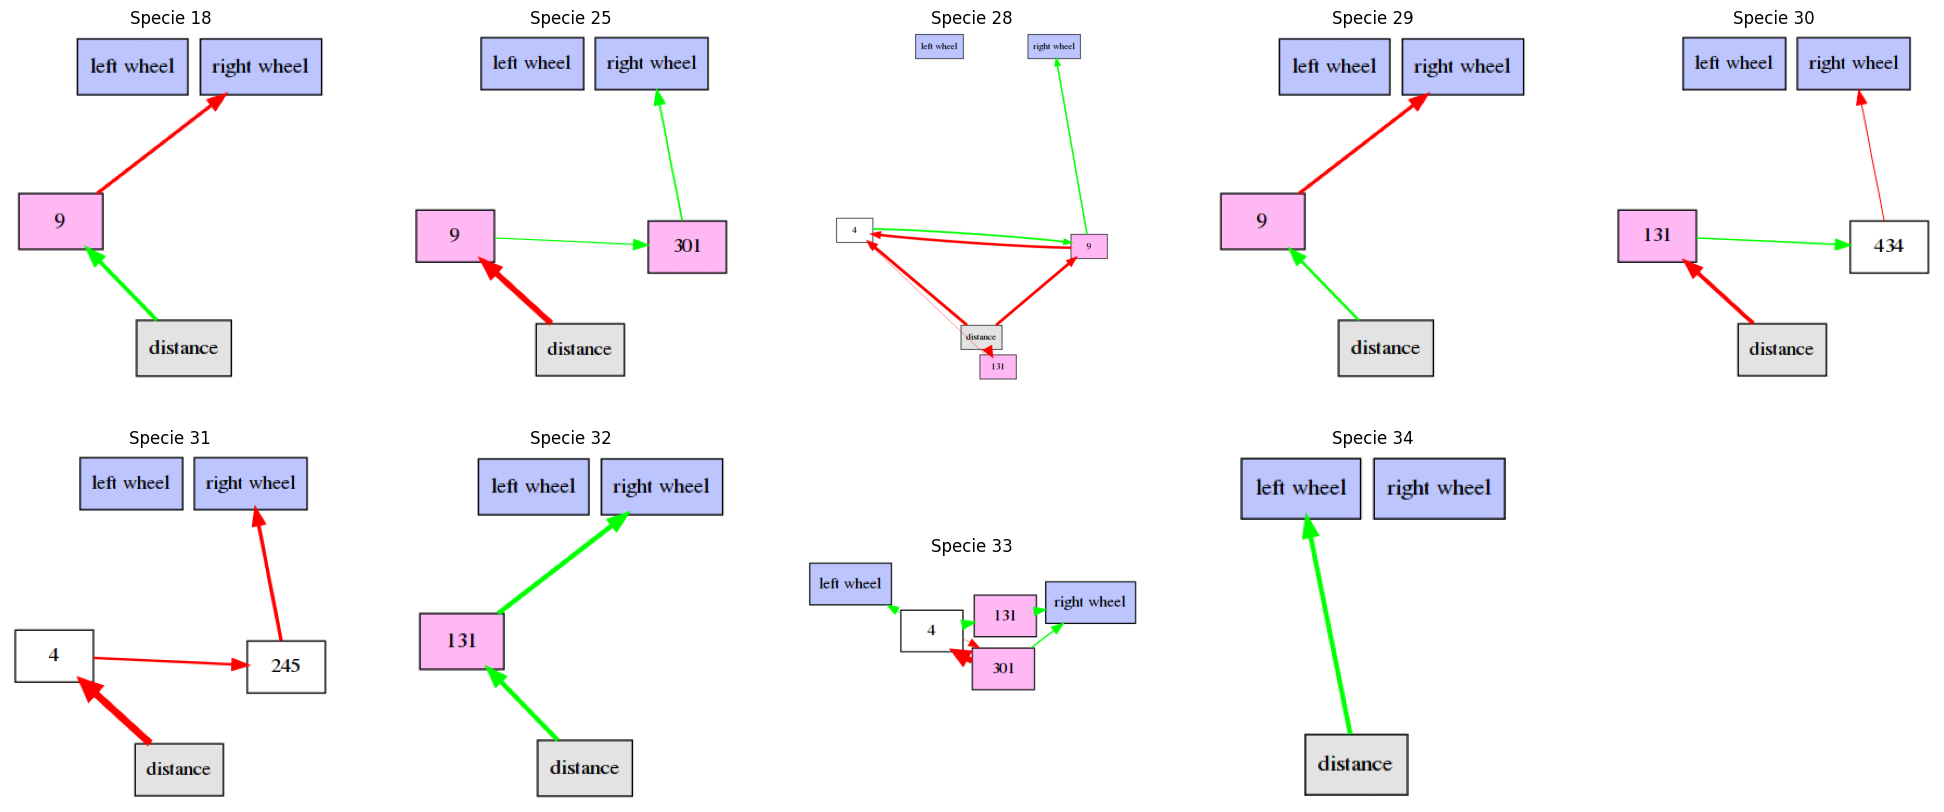 Specie 18
left wheel
right wheel
9
distance
Specie 25
left wheel
right wheel
9
301
distance
Specie 28
left wheel
right wheel
4
9
distance
131
Specie 29
left wheel
right wheel
9
distance
Specie 30
left wheel
right wheel
131
434
distance
Specie 31
left wheel
right wheel
4
245
distance
Specie 32
left wheel
right wheel
131
distance
Specie 33
left wheel
131
right wheel
4
301
Specie 34
left wheel
right wheel
distance